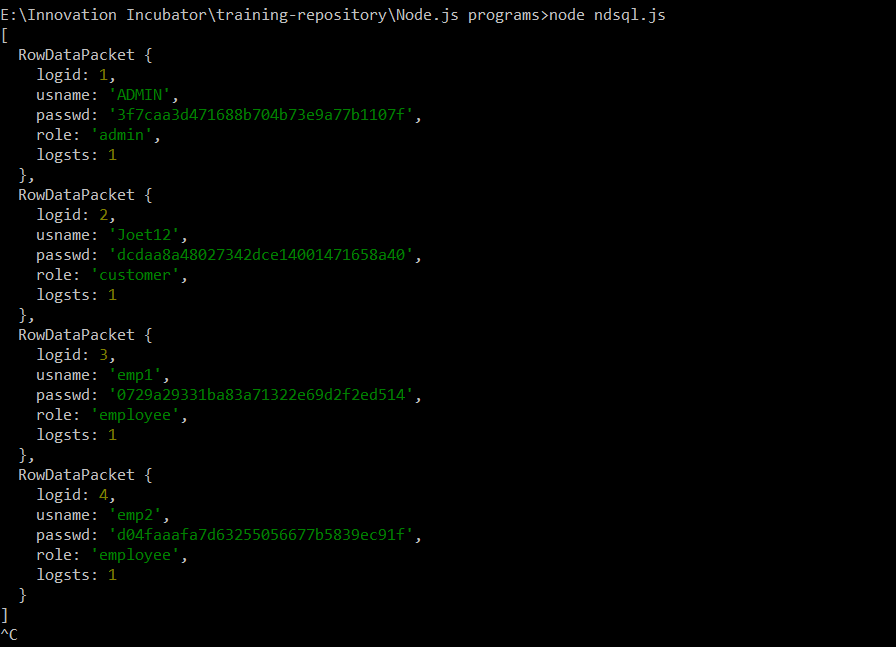 E:\Innovation Incubator\training-repository\Node.js programs>node ndsql.js
[
  RowDataPacket {
    logid: 1,
    usname: 'ADMIN',
    passwd: '3f7caa3d471688b704b73e9a77b1107f',
    role: 'admin',
    logsts: 1
  },
  RowDataPacket {
    logid: 2,
    usname: 'Joet12',
    passwd: 'dcdaa8a48027342dce14001471658a40',
    role: 'customer',
    logsts: 1
  },
  RowDataPacket {
    logid: 3,
    usname: 'emp1',
    passwd: '0729a29331ba83a71322e69d2f2ed514',
    role: 'employee',
    logsts: 1
  },
  RowDataPacket {
    logid: 4,
    usname: 'emp2',
    passwd: 'd04faaafa7d63255056677b5839ec91f',
    role: 'employee',
    logsts: 1
  }
]
^C